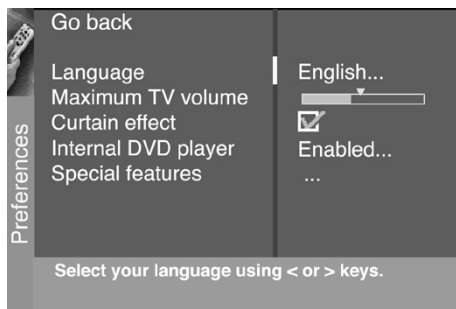 Go back
Language English...
Maximum TV volume
Curtain effect
Internal DVD player Enabled...
Special features ...
Preferences
Select your language using < or > keys.